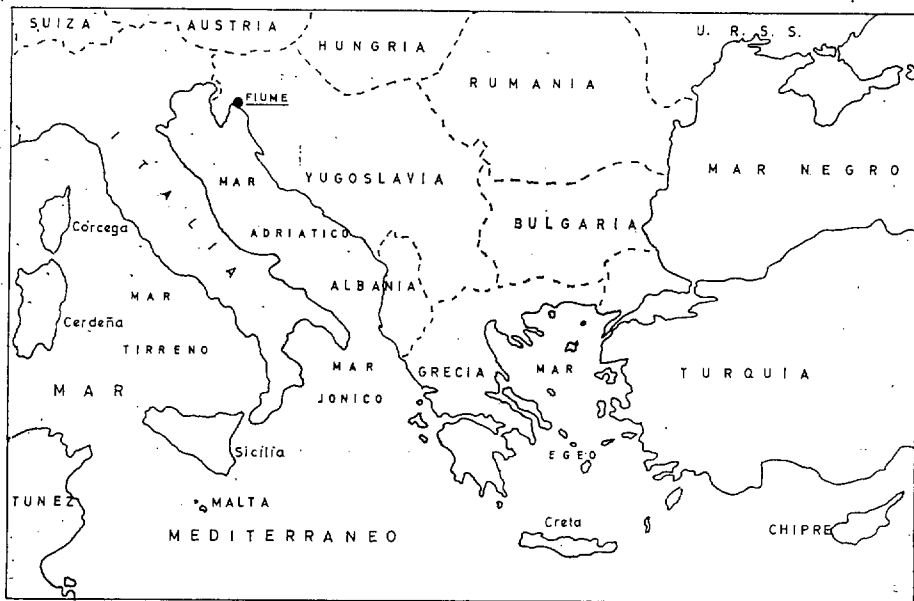 SUIZA
AUSTRIA
HUNGRIA
U. R. S. S.
RUMANIA
FIUME
ITALIA
MAR
ADRIATICO
YUGOSLAVIA
MAR NEGRO
BULGARIA
Córcega
ALBANIA
Cerdeña
MAR
TIRRENO
MAR
JONICO
GRECIA
MAR
EGEO
TURQUIA
MAR
Sicilia
TUNEZ
MALTA
MEDITERRANEO
Creta
CHIPRE